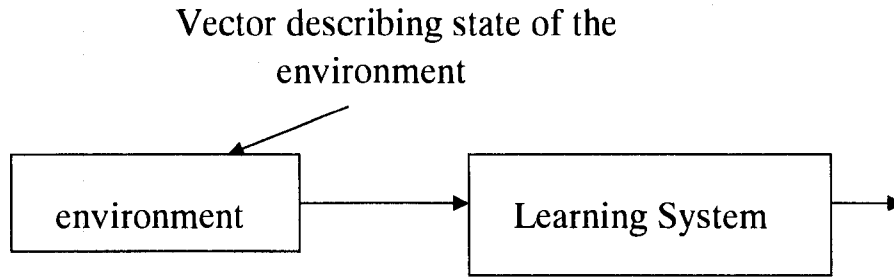 Vector describing state of the
environment
environment
Learning System